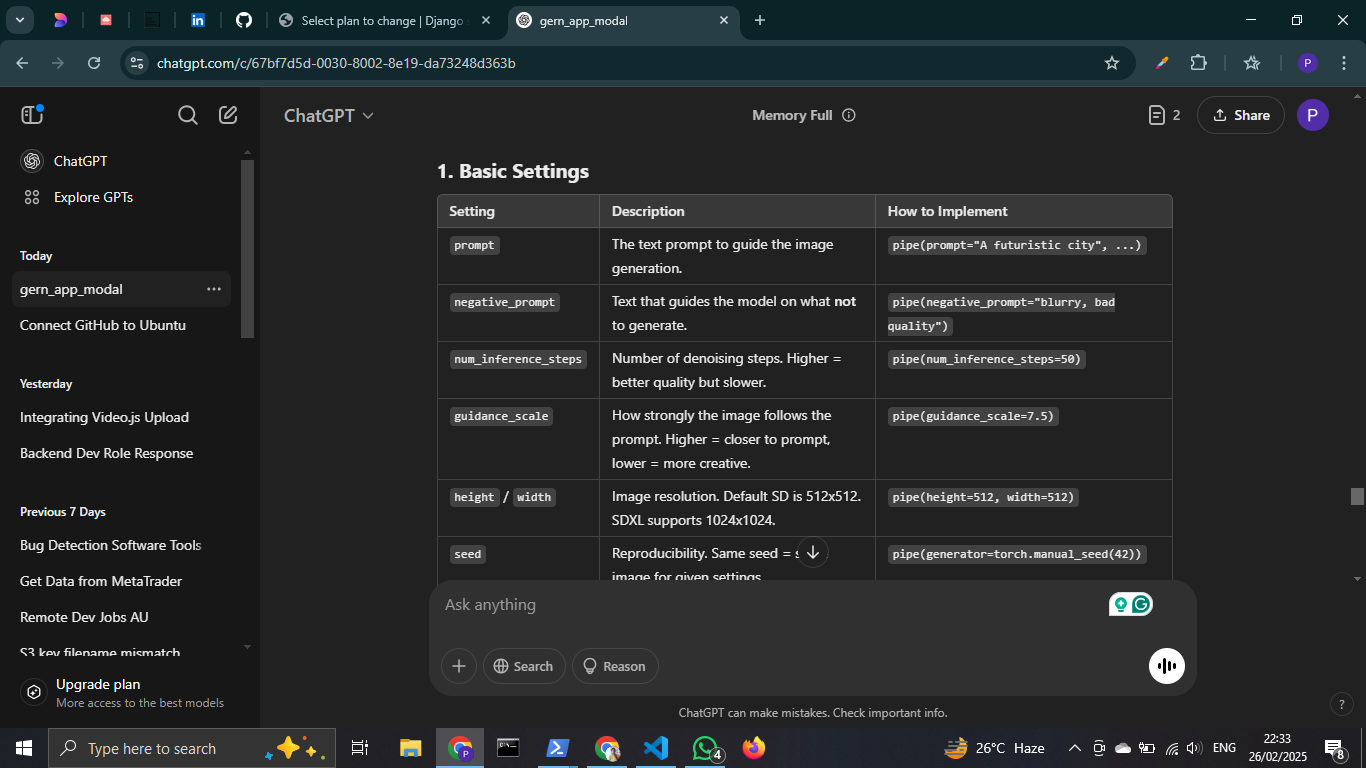 Select plan to change | Django
gern_app_modal
chatgpt.com/c/67bf7d5d-0030-8002-8e19-da73248d363b
P
ChatGPT
Memory Full
2
Share
P
ChatGPT
Explore GPTs
Today
gern_app_modal
Connect GitHub to Ubuntu
Yesterday
Integrating Video.js Upload
Backend Dev Role Response
Previous 7 Days
Bug Detection Software Tools
Get Data from MetaTrader
Remote Dev Jobs AU
S3 key filename mismatch
Upgrade plan
More access to the best models
1. Basic Settings
Setting Description How to Implement
prompt The text prompt to guide the image pipe(prompt="A futuristic city", ...)
generation.
negative_prompt Text that guides the model on what not pipe(negative_prompt="blurry, bad
to generate. quality")
num_inference_steps Number of denoising steps. Higher = pipe(num_inference_steps=50)
better quality but slower.
guidance_scale How strongly the image follows the pipe(guidance_scale=7.5)
prompt. Higher = closer to prompt,
lower = more creative.
height / width Image resolution. Default SD is 512x512. pipe(height=512, width=512)
SDXL supports 1024x1024.
seed Reproducibility. Same seed = pipe(generator=torch.manual_seed(42))
image for given settings.
Ask anything
Search
Reason
ChatGPT can make mistakes. Check important info.
?
Type here to search
4
26°C Haze
ENG
22:33
26/02/2025
8